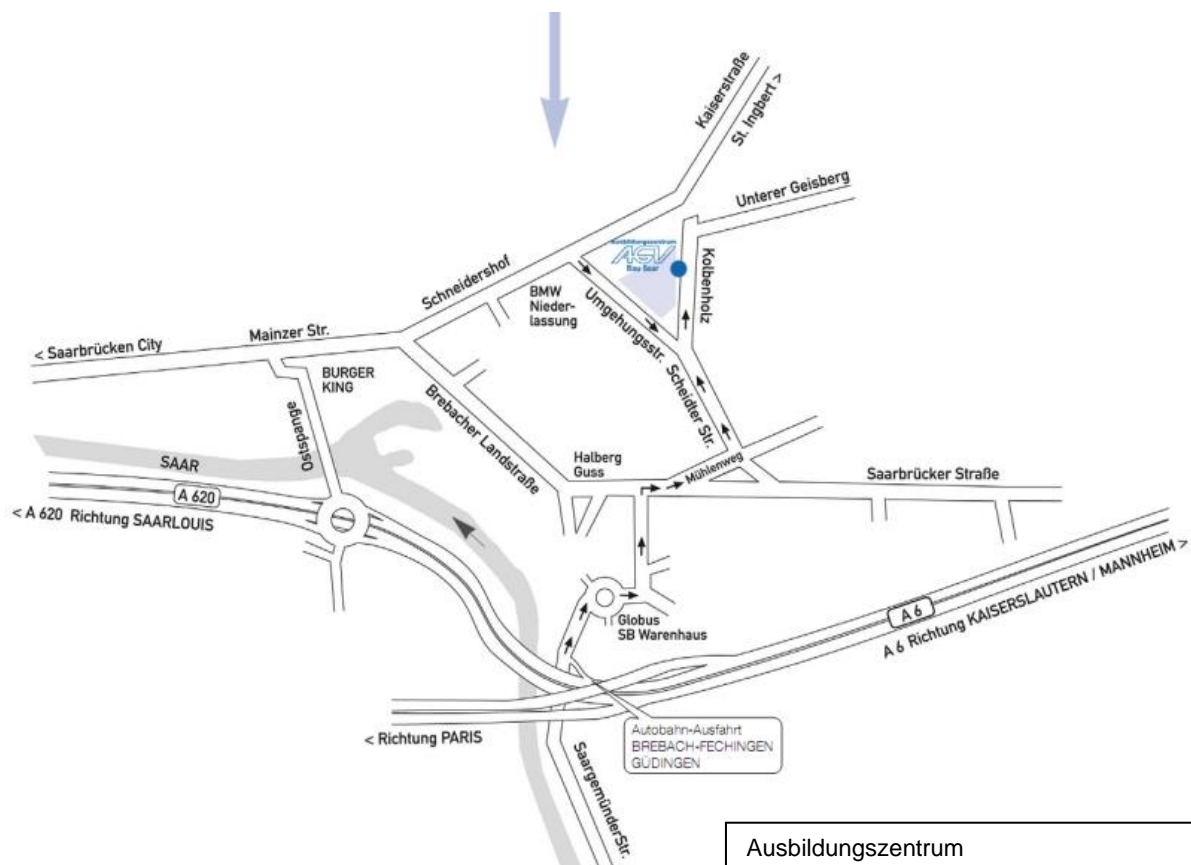 Kaiserstraße
St. Ingbert >
Unterer Geisberg
Ausbildungszentrum
AGV
Bau Saar
Kolbenholz
Schneidershof
BMW
Nieder-
lassung
Umgehungsstr.
Scheidter Str.
Mainzer Str.
< Saarbrücken City
BURGER
KING
Ostspange
Brebacher Landstraße
Halberg
Guss
Mühlenweg
Saarbrücker Straße
SAAR
A 620
< A 620 Richtung SAARLOUIS
Globus
SB Warenhaus
A 6
A 6 Richtung KAISERSLAUTERN / MANNHEIM >
< Richtung PARIS
Autobahn-Ausfahrt
BREBACH-FECHINGEN
GÜDINGEN
SaargemünderStr.
Ausbildungszentrum